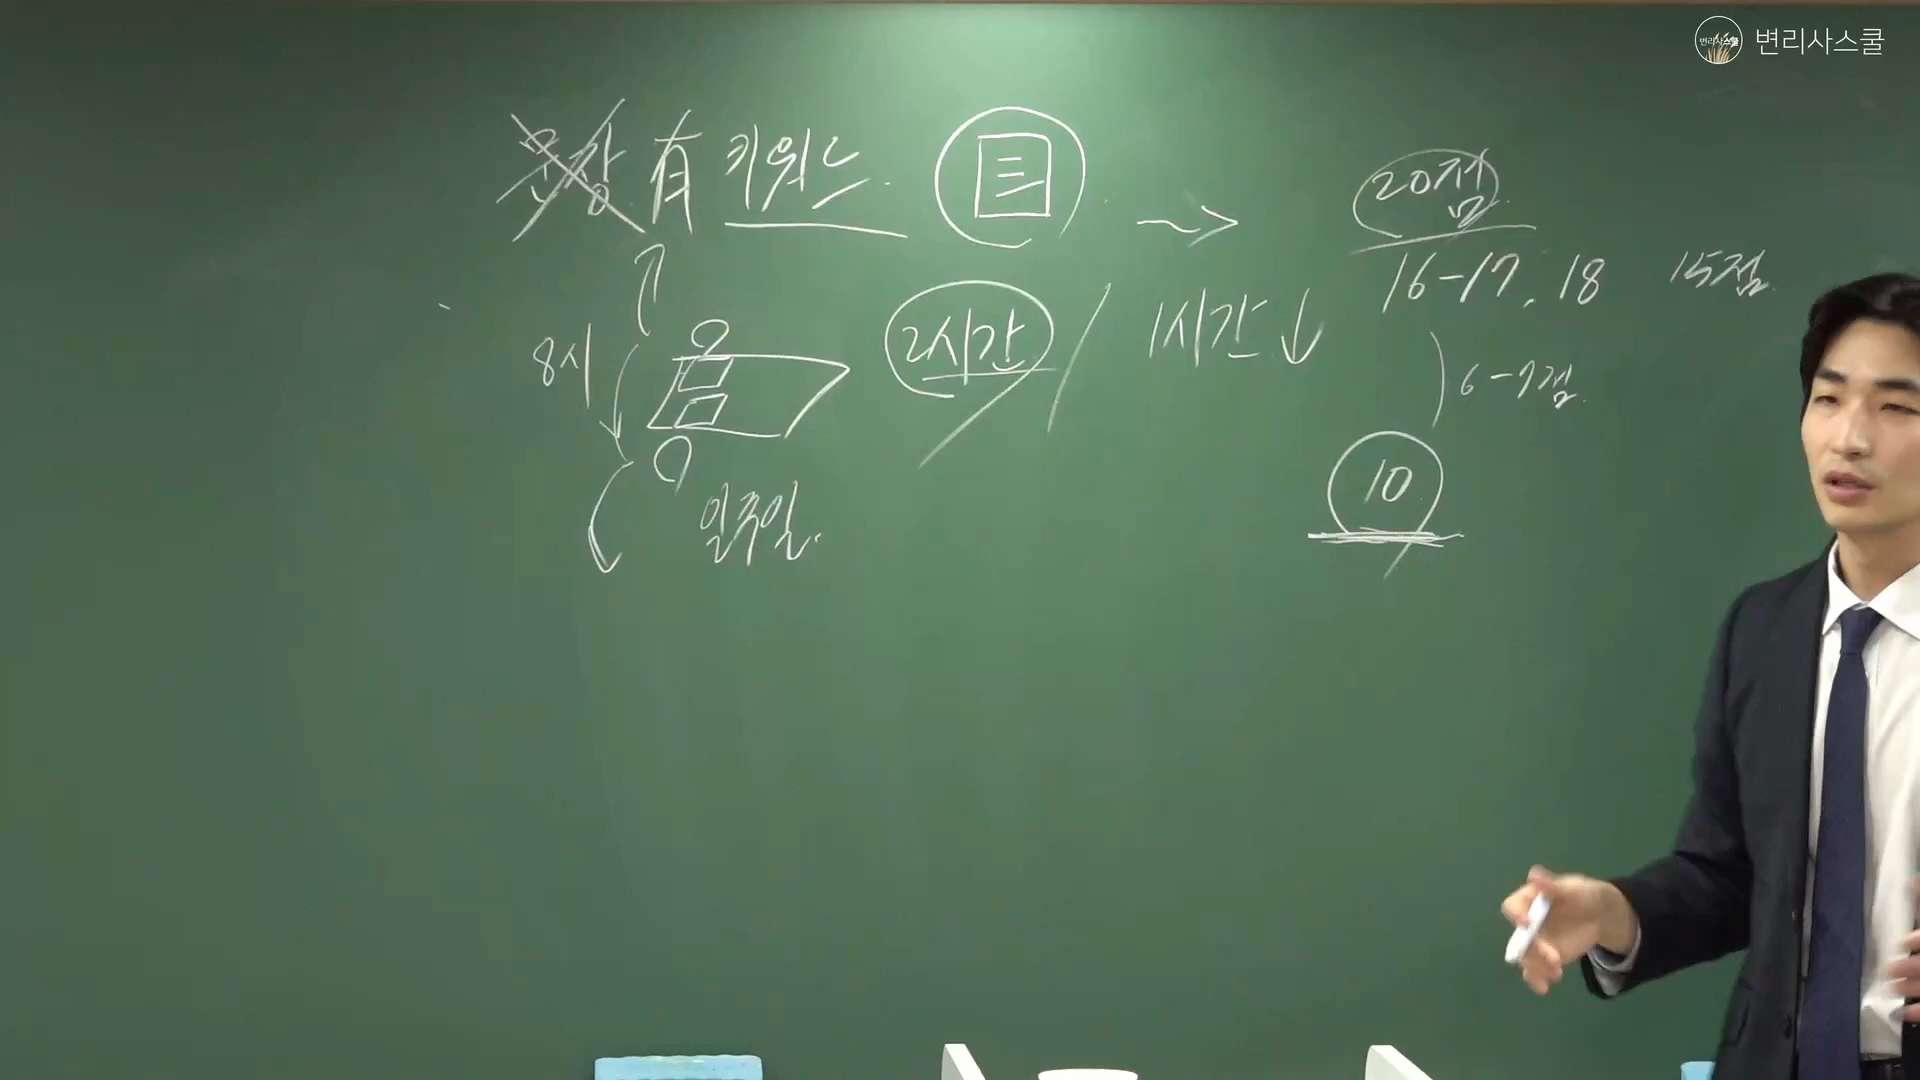 변리사스쿨
문장 有 키워드.
20점.
16-17, 18 15점.
8시 2시간 / 1시간 ↓
6-7점.
10
일주일.